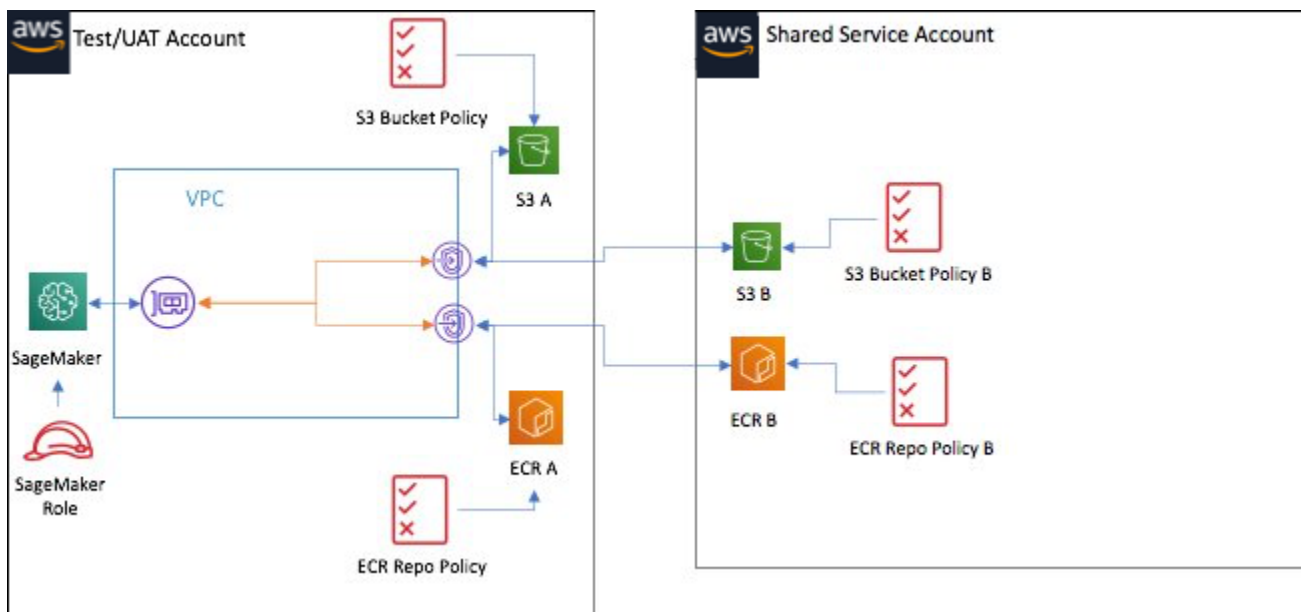 aws
Test/UAT Account
S3 Bucket Policy
S3 A
VPC
SageMaker
SageMaker
Role
ECR A
ECR Repo Policy
aws
Shared Service Account
S3 Bucket Policy B
S3 B
ECR B
ECR Repo Policy B